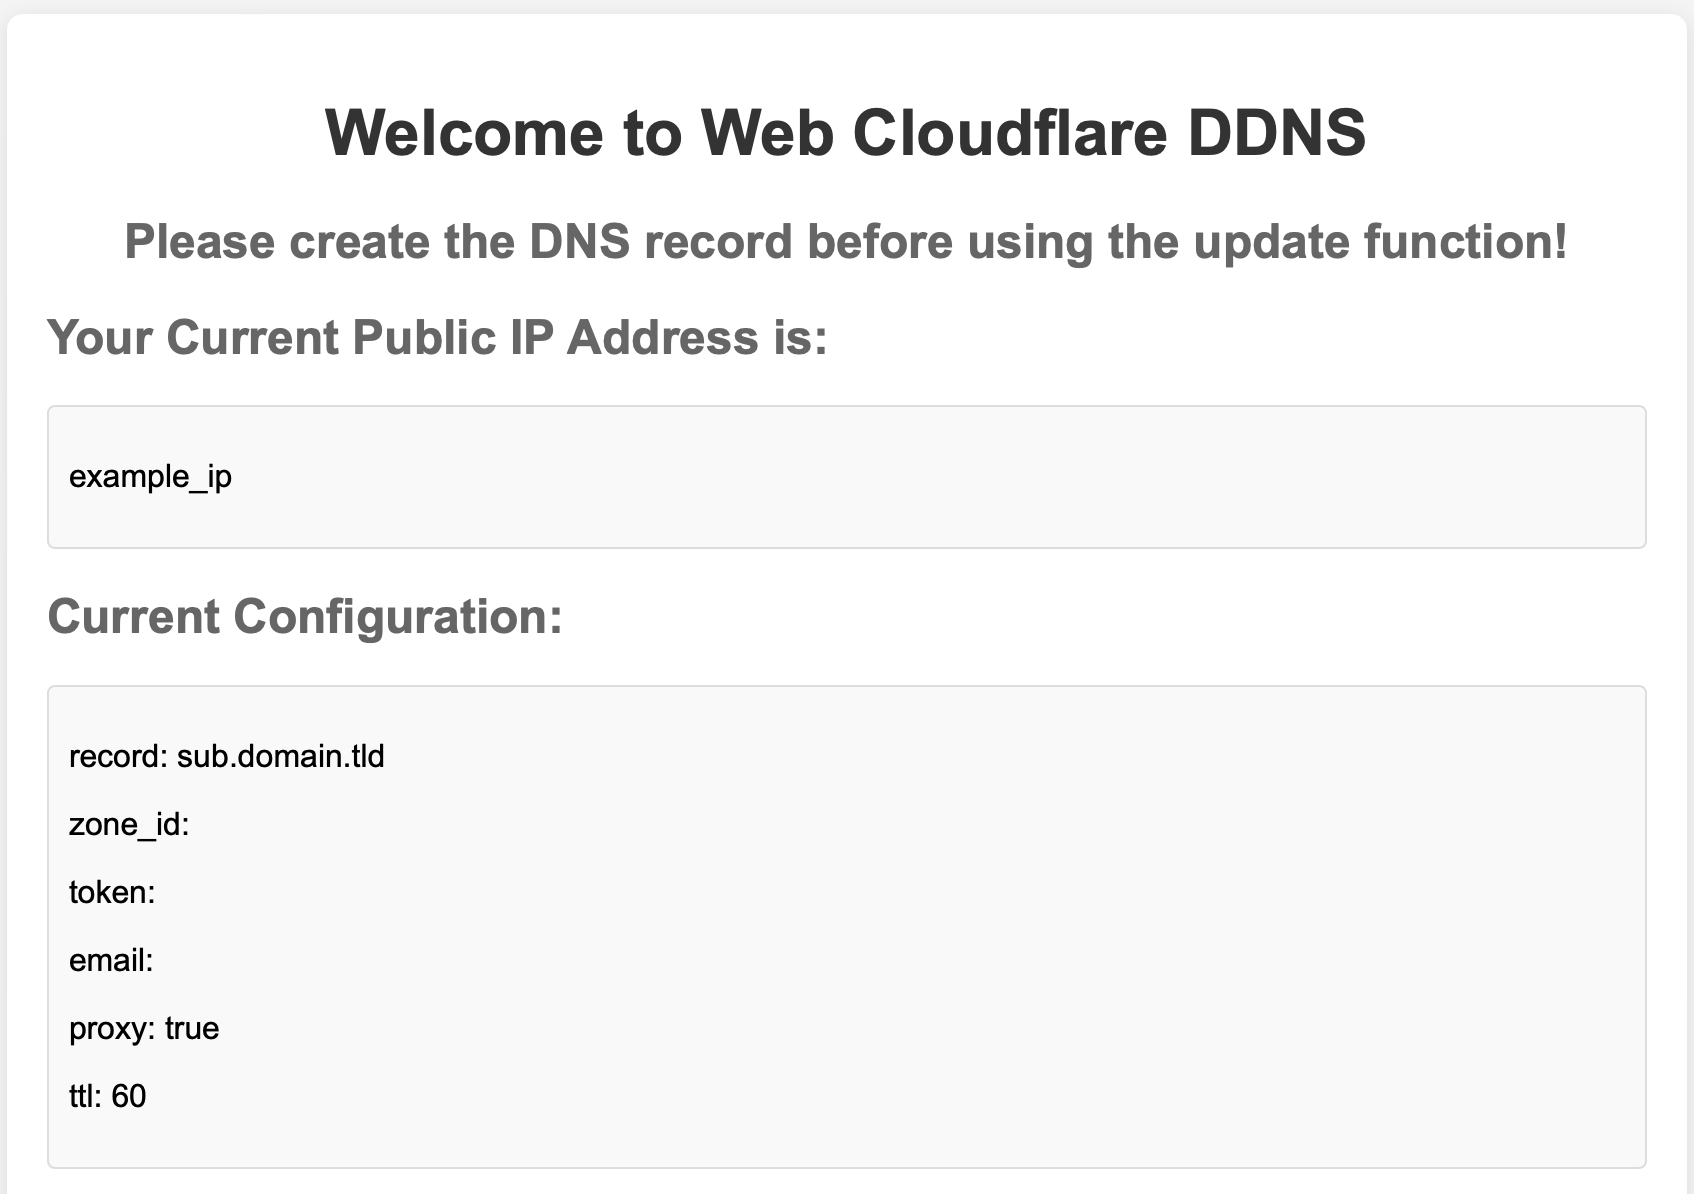 Welcome to Web Cloudflare DDNS
Please create the DNS record before using the update function!
Your Current Public IP Address is:
example_ip
Current Configuration:
record: sub.domain.tld
zone_id:
token:
email:
proxy: true
ttl: 60